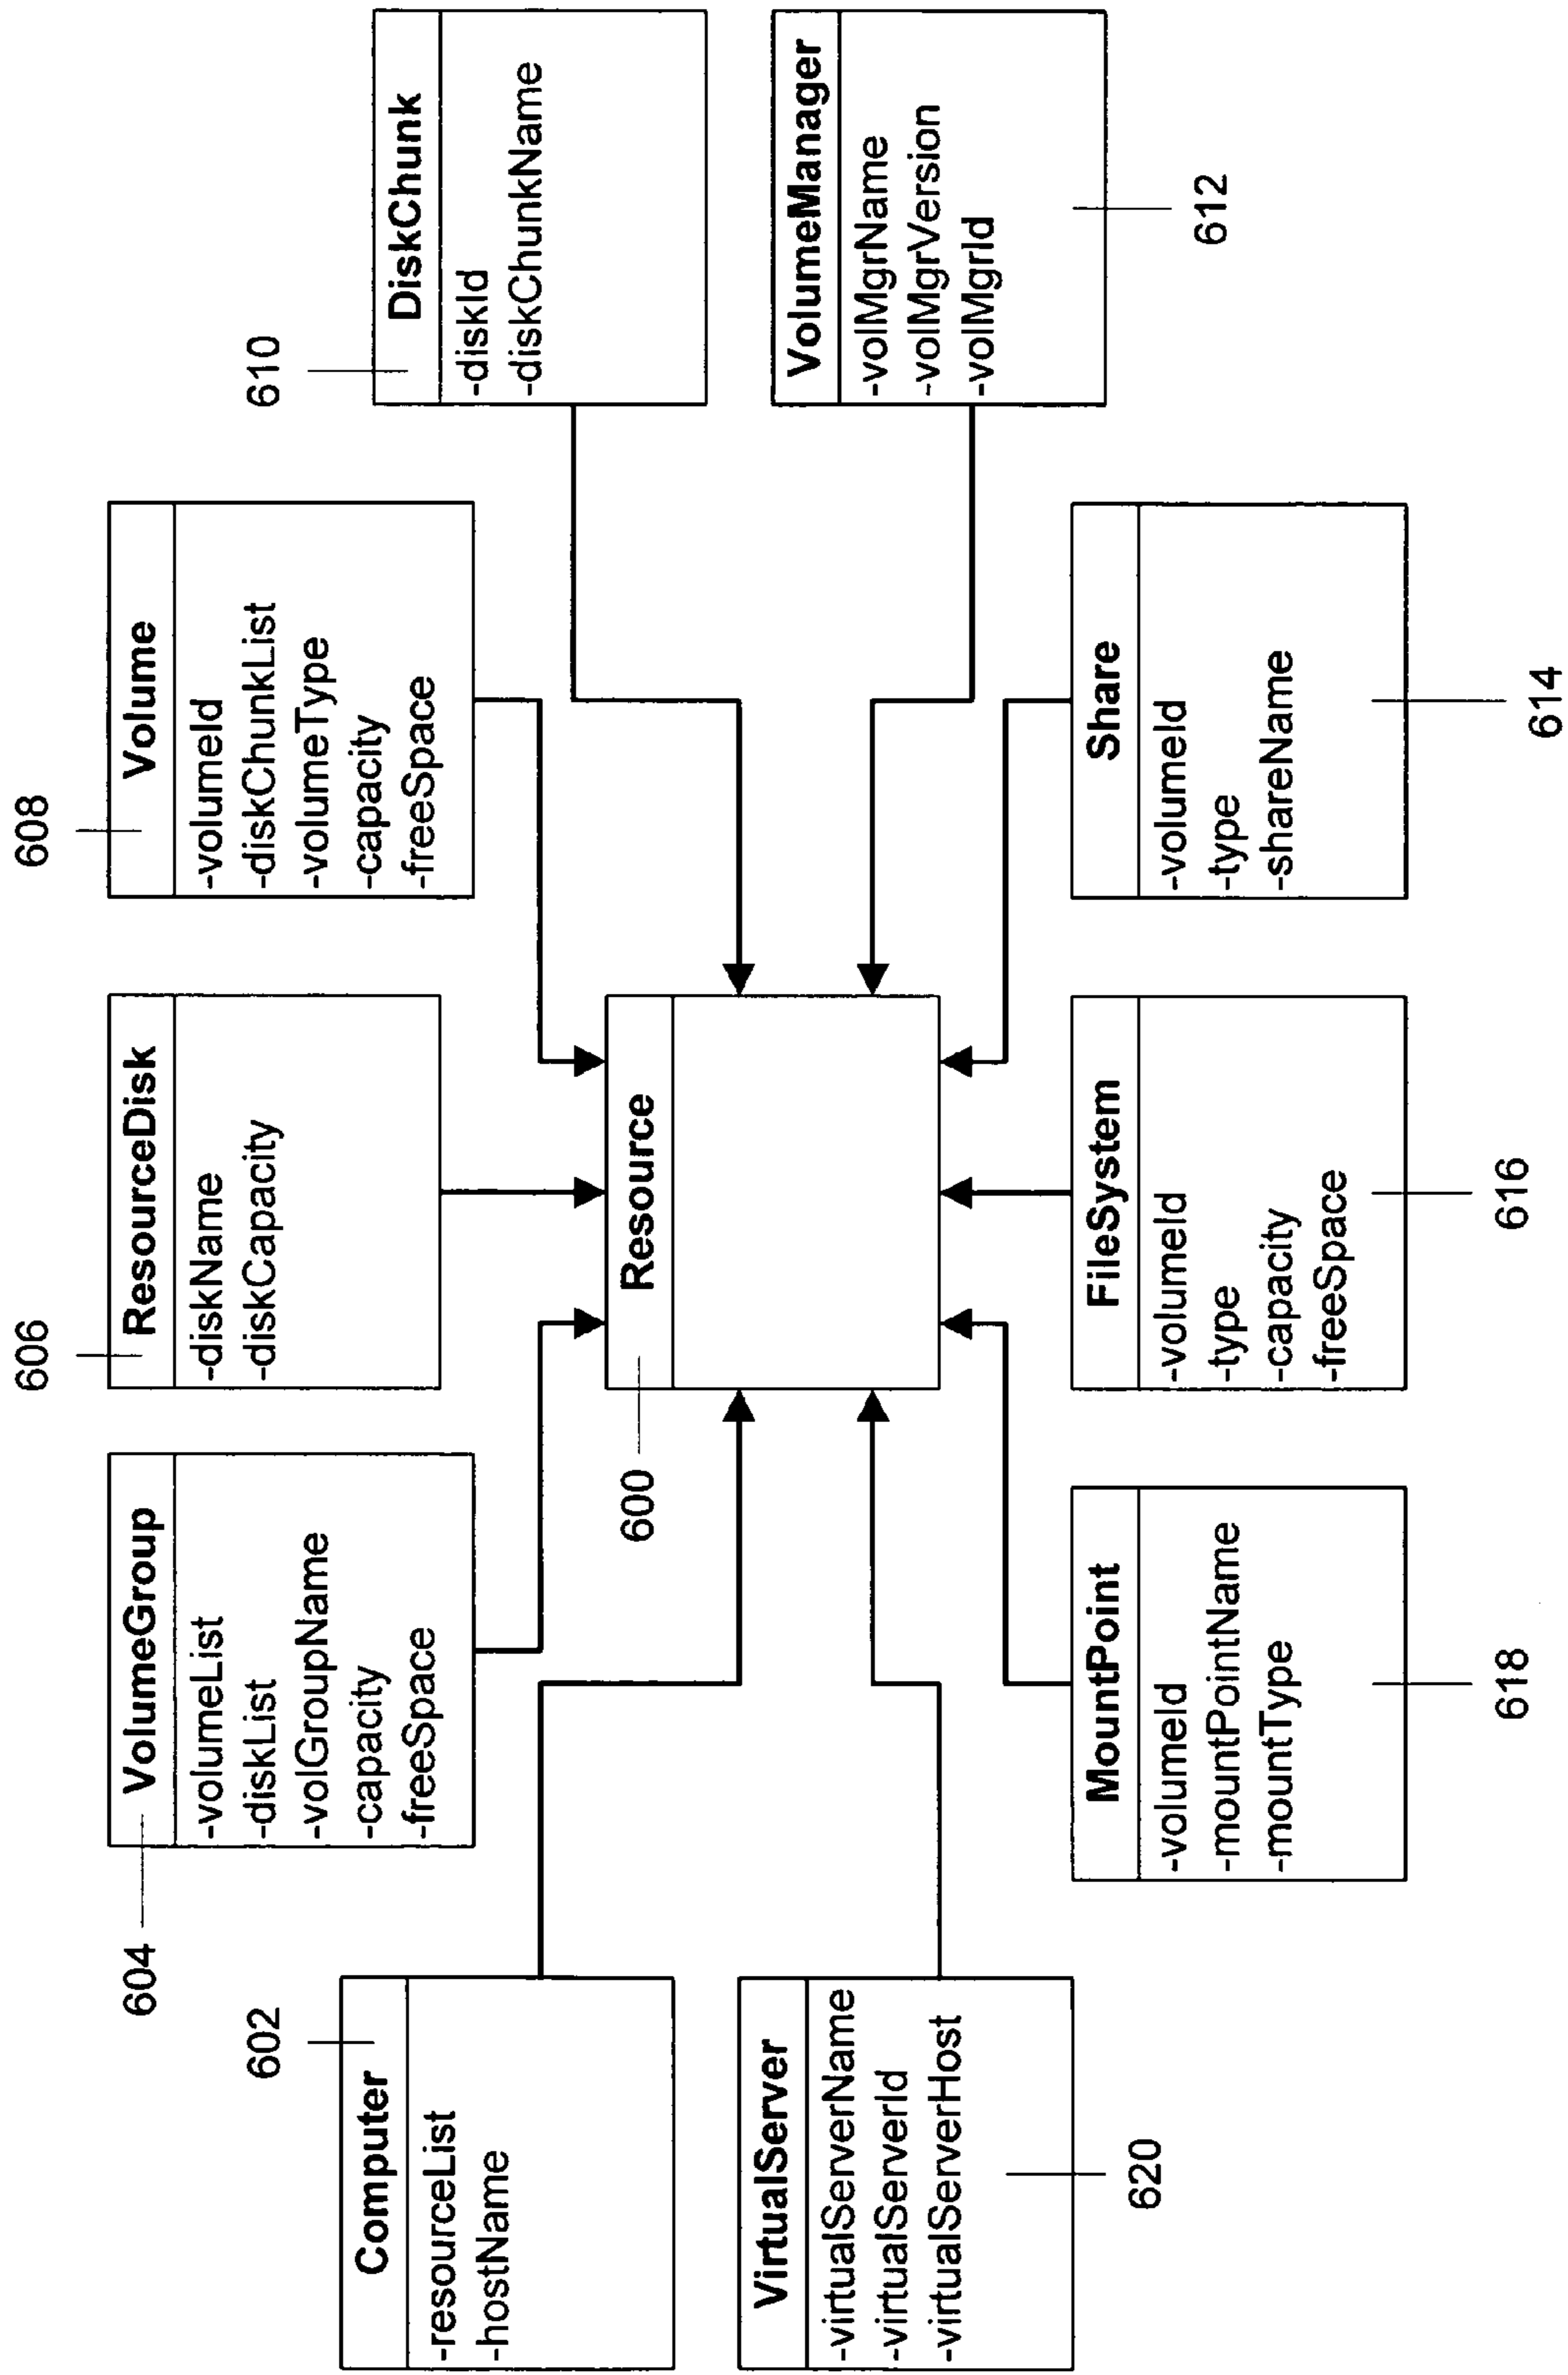 604
VolumeGroup
-volumeList
-diskList
-volGroupName
-capacity
-freeSpace
606
ResourceDisk
-diskName
-diskCapacity
608
Volume
-volumeId
-diskChunkList
-volumeType
-capacity
-freeSpace
602
Computer
-resourceList
-hostName
600
Resource
610
DiskChunk
-diskId
-diskChunkName
VirtualServer
-virtualServerName
-virtualServerId
-virtualServerHost
620
VolumeManager
-volMgrName
-volMgrVersion
-volMgrId
612
MountPoint
-volumeId
-mountPointName
-mountType
618
FileSystem
-volumeId
-type
-capacity
-freeSpace
616
Share
-volumeId
-type
-shareName
614